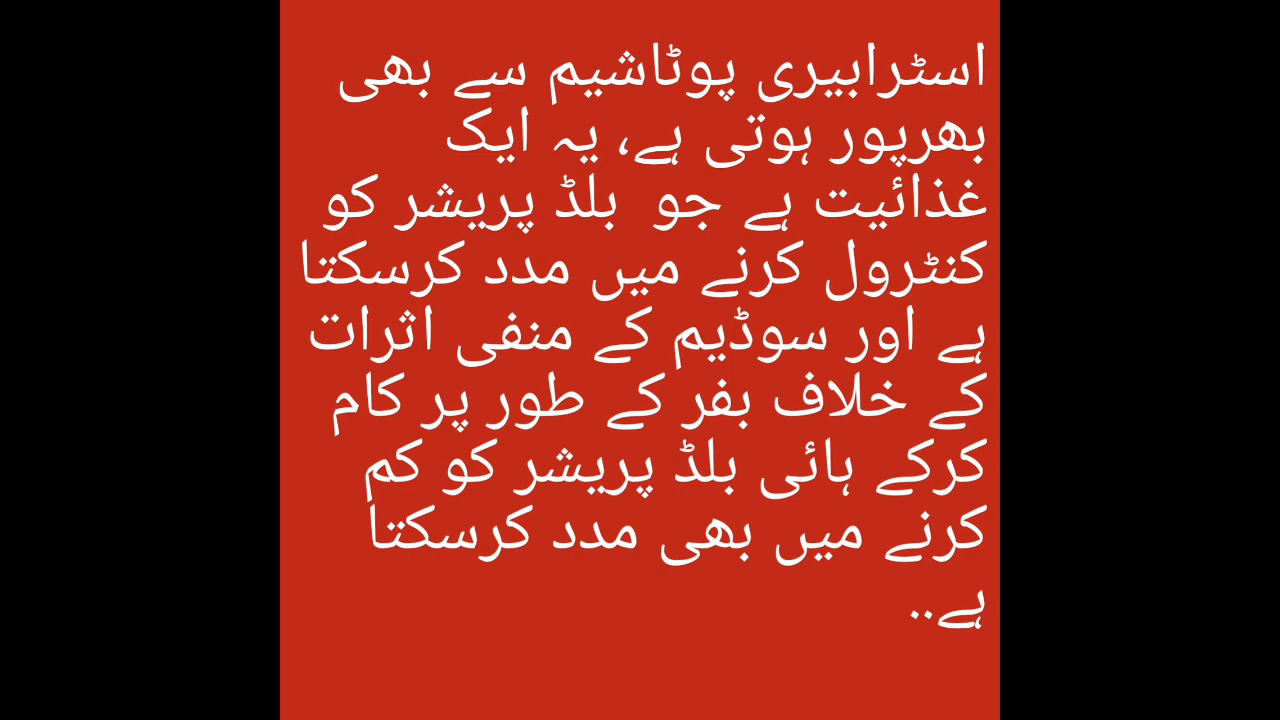 اسٹرابیری پوٹاشیم سے بھی
بھرپور ہوتی ہے، یہ ایک
غذائیت ہے جو بلڈ پریشر کو
کنٹرول کرنے میں مدد کرسکتا
ہے اور سوڈیم کے منفی اثرات
کے خلاف بفر کے طور پر کام
کرکے ہائی بلڈ پریشر کو کم
کرنے میں بھی مدد کرسکتا
ہے..